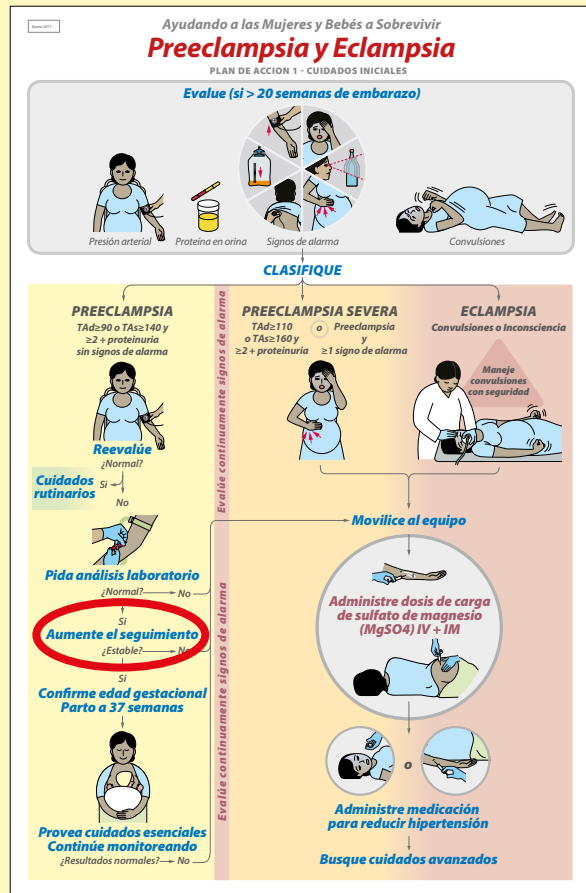 Enero 2017
Ayudando a las Mujeres y Bebés a Sobrevivir
Preeclampsia y Eclampsia
PLAN DE ACCION 1 - CUIDADOS INICIALES
Evalue (si > 20 semanas de embarazo)
Presión arterial
Proteína en orina
Signos de alarma
Convulsiones
CLASIFIQUE
PREECLAMPSIA
TAd≥90 o TAs≥140 y
≥2 + proteinuria
sin signos de alarma
Reevalúe
¿Normal?
Si
Cuidados
rutinarios
No
Pida análisis laboratorio
¿Normal?
No
Si
Aumente el seguimiento
¿Estable?
No
Si
Confirme edad gestacional
Parto a 37 semanas
Provea cuidados esenciales
Continúe monitoreando
¿Resultados normales?
No
Evalúe continuamente signos de alarma
Evalúe continuamente signos de alarma
PREECLAMPSIA SEVERA
TAd≥110
o TAs≥160 y
≥2 + proteinuria
o
Preeclampsia
y
≥1 signo de alarma
ECLAMPSIA
Convulsiones o Inconsciencia
Maneje
convulsiones
con seguridad
Movilice al equipo
Administre dosis de carga
de sulfato de magnesio
(MgSO4) IV + IM
o
Administre medicación
para reducir hipertensión
Busque cuidados avanzados